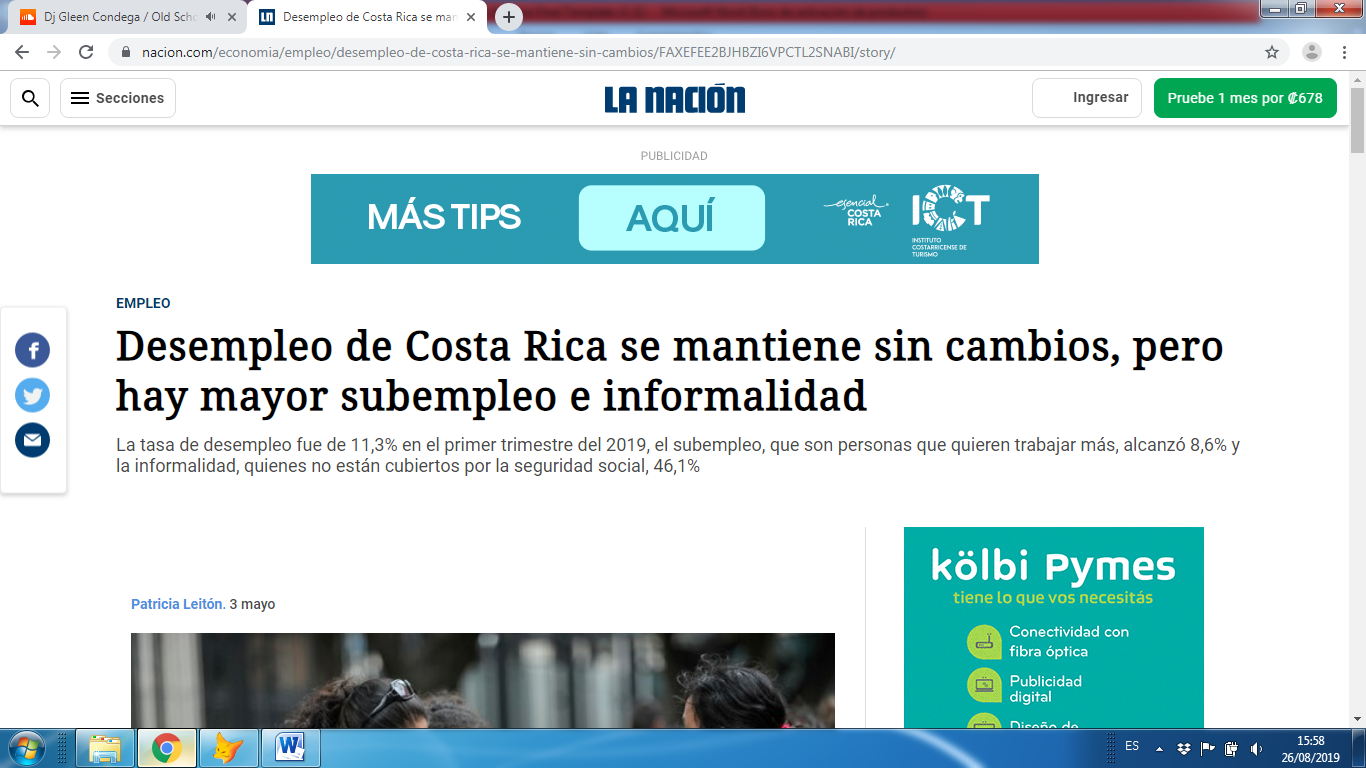 Dj Gleen Condega / Old Scho
Desempleo de Costa Rica se man
nacion.com/economia/empleo/desempleo-de-costa-rica-se-mantiene-sin-cambios/FAXEFEE2BJHBZI6VPCTL2SNABI/story/
Secciones
LA NACIÓN
Ingresar
Pruebe 1 mes por ₡678
PUBLICIDAD
MÁS TIPS
AQUÍ
esencial
COSTA
RICA
ICT
INSTITUTO
COSTARRICENSE DE
TURISMO
EMPLEO
Desempleo de Costa Rica se mantiene sin cambios, pero
hay mayor subempleo e informalidad
La tasa de desempleo fue de 11,3% en el primer trimestre del 2019, el subempleo, que son personas que quieren trabajar más, alcanzó 8,6% y
la informalidad, quienes no están cubiertos por la seguridad social, 46,1%
Patricia Leitón. 3 mayo
kölbi Pymes
tiene lo que vos necesitás
Conectividad con
fibra óptica
Publicidad
digital
Diseño de
ES
15:58
26/08/2019